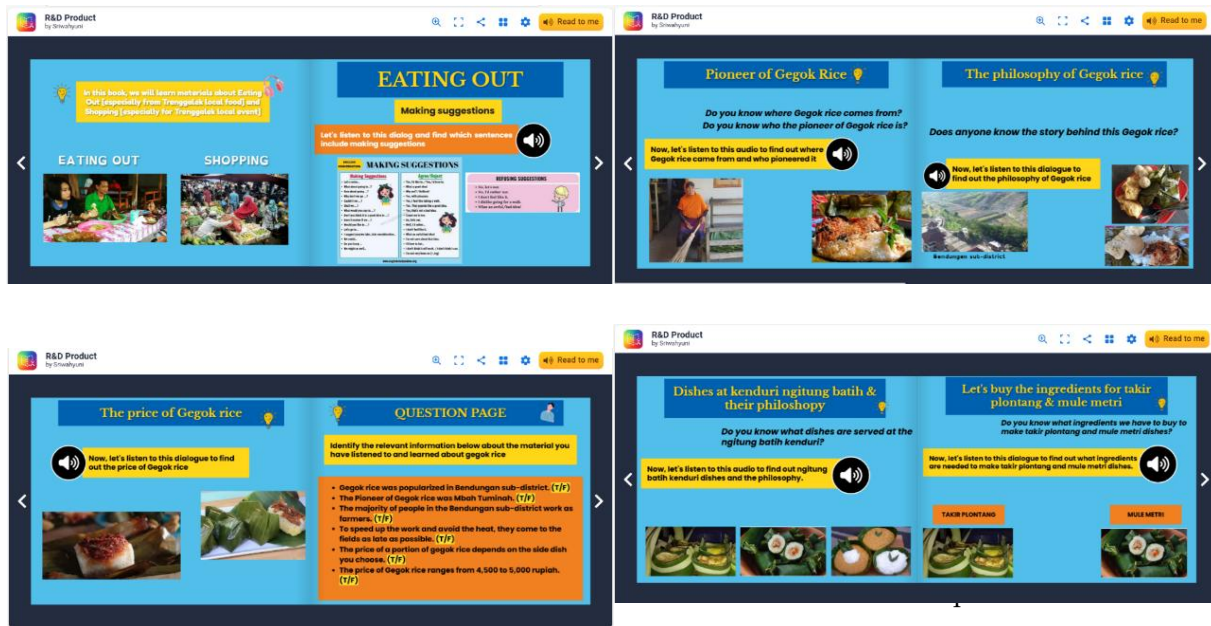 R&D Product
by Sriwahyuni
Read to me
In this book, we will learn materials about Eating
Out (especially from Trenggalek local food) and
Shopping (especially for Trenggalek local event)
EATING OUT
SHOPPING
EATING OUT
Making suggestions
Let's listen to this dialog and find which sentences
include making suggestions
MAKING SUGGESTIONS
Making Suggestions
Agree/Reject
REFUSING SUGGESTIONS
R&D Product
by Sriwahyuni
Read to me
Pioneer of Gegok Rice
Do you know where Gegok rice comes from?
Do you know who the pioneer of Gegok rice is?
Now, let's listen to this audio to find out where
Gegok rice came from and who pioneered it
The philosophy of Gegok rice
Does anyone know the story behind this Gegok rice?
Now, let's listen to this dialogue to
find out the philosophy of Gegok rice
Bendungan sub-district
R&D Product
by Sriwahyuni
Read to me
The price of Gegok rice
Now, let's listen to this dialogue to find
out the price of Gegok rice
QUESTION PAGE
Identify the relevant information below about the material you
have listened to and learned about gegok rice
• Gegok rice was popularized in Bendungan sub-district. (T/F)
• The Pioneer of Gegok rice was Mbah Tuminah. (T/F)
• The majority of people in the Bendungan sub-district work as
farmers. (T/F)
• To speed up the work and avoid the heat, they come to the
fields as late as possible. (T/F)
• The price of a portion of gegok rice depends on the side dish
you choose. (T/F)
• The price of Gegok rice ranges from 4,500 to 5,000 rupiah.
(T/F)
R&D Product
by Sriwahyuni
Read to me
Dishes at kenduri ngitung batih &
their philoshopy
Do you know what dishes are served at the
ngitung batih kenduri?
Now, let's listen to this audio to find out ngitung
batih kenduri dishes and the philosophy.
Let's buy the ingredients for takir
plontang & mule metri
Do you know what ingredients we have to buy to
make takir plontang and mule metri dishes?
Now, let's listen to this dialogue to find out what ingredients
are needed to make takir plontang and mule metri dishes.
TAKIR PLONTANG
MULE METRI